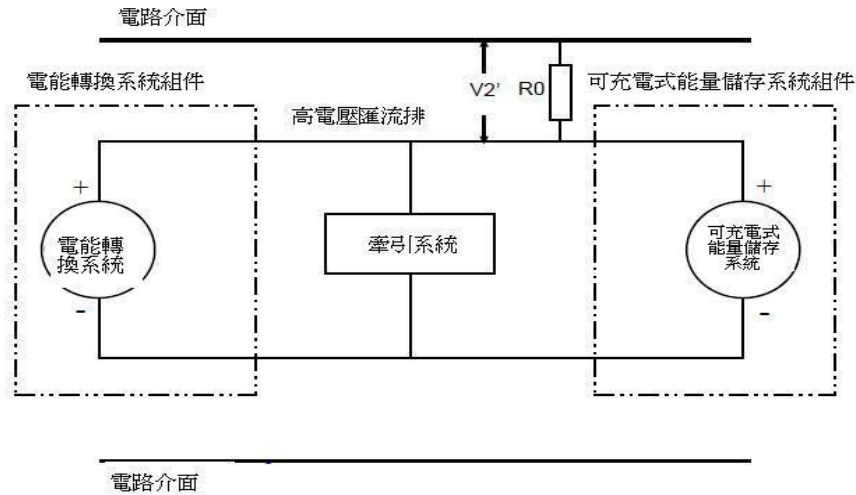 電路介面
電能轉換系統組件
V2'
R0
可充電式能量儲存系統組件
高電壓匯流排
+
+
電能轉
換系統
牽引系統
可充電式
能量儲存
系統
-
-
電路介面